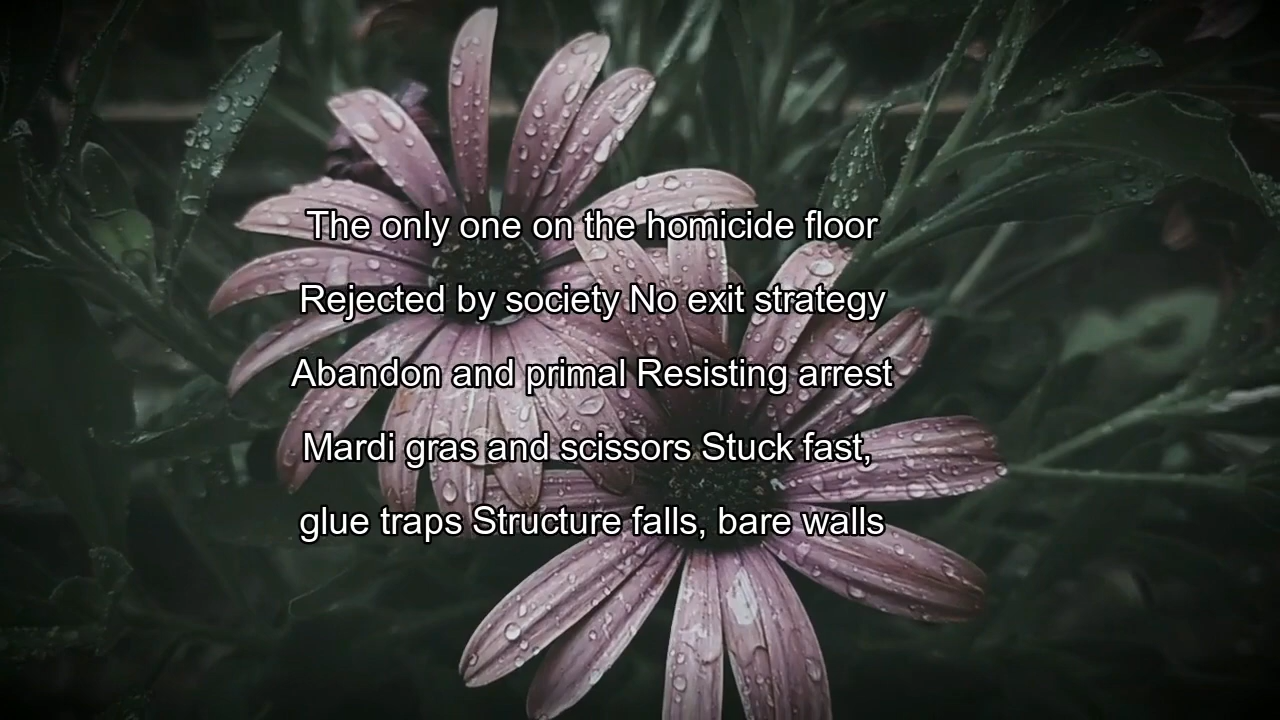 The only one on the homicide floor
Rejected by society No exit strategy
Abandon and primal Resisting arrest
Mardi gras and scissors Stuck fast,
glue traps Structure falls, bare walls